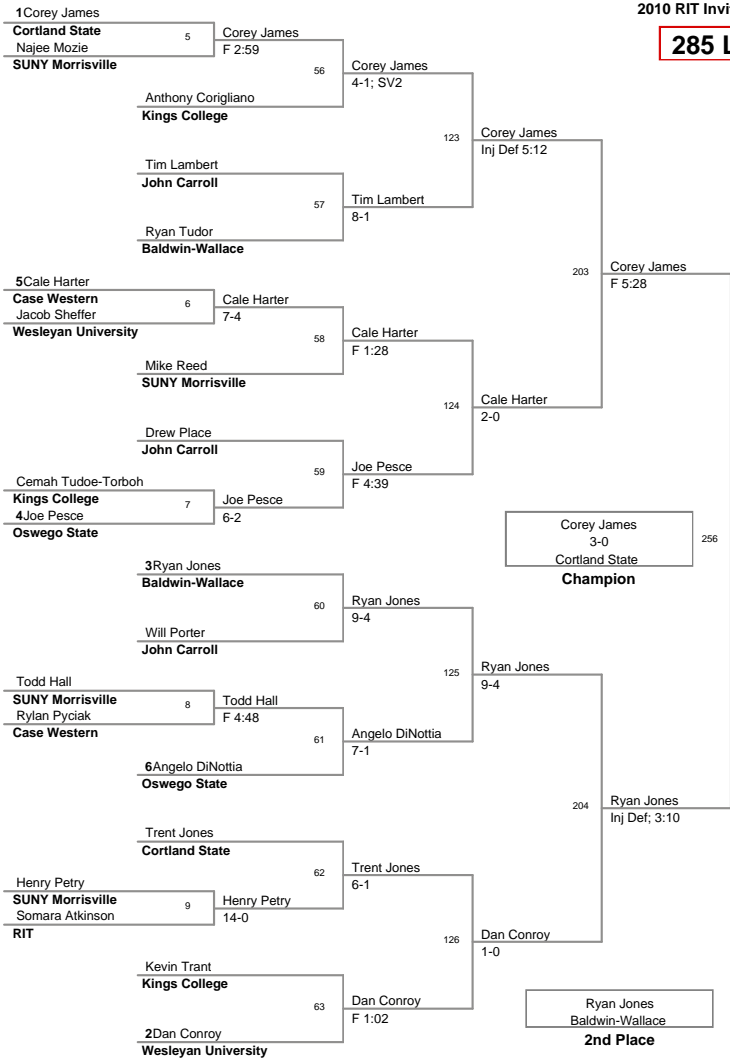 2010 RIT Invi
285 L
1Corey James
Cortland State
5
Najee Mozie
SUNY Morrisville
Corey James
F 2:59
56
Anthony Corigliano
Kings College
Corey James
4-1; SV2
123
Tim Lambert
John Carroll
57
Ryan Tudor
Baldwin-Wallace
Tim Lambert
8-1
Corey James
Inj Def 5:12
203
5Cale Harter
Case Western
6
Jacob Sheffer
Wesleyan University
Cale Harter
7-4
58
Mike Reed
SUNY Morrisville
Cale Harter
F 1:28
124
Drew Place
John Carroll
59
Cemah Tudoe-Torboh
Kings College
7
4Joe Pesce
Oswego State
Joe Pesce
6-2
Joe Pesce
F 4:39
Cale Harter
2-0
Corey James
F 5:28
Corey James
3-0
Cortland State
256
Champion
3Ryan Jones
Baldwin-Wallace
60
Will Porter
John Carroll
Ryan Jones
9-4
125
Todd Hall
SUNY Morrisville
8
Rylan Pyciak
Case Western
Todd Hall
F 4:48
61
6Angelo DiNottia
Oswego State
Angelo DiNottia
7-1
Ryan Jones
9-4
204
Trent Jones
Cortland State
62
Henry Petry
SUNY Morrisville
9
Somara Atkinson
RIT
Henry Petry
14-0
Trent Jones
6-1
126
Kevin Trant
Kings College
63
2Dan Conroy
Wesleyan University
Dan Conroy
F 1:02
Dan Conroy
1-0
Ryan Jones
Inj Def; 3:10
Ryan Jones
Baldwin-Wallace
2nd Place